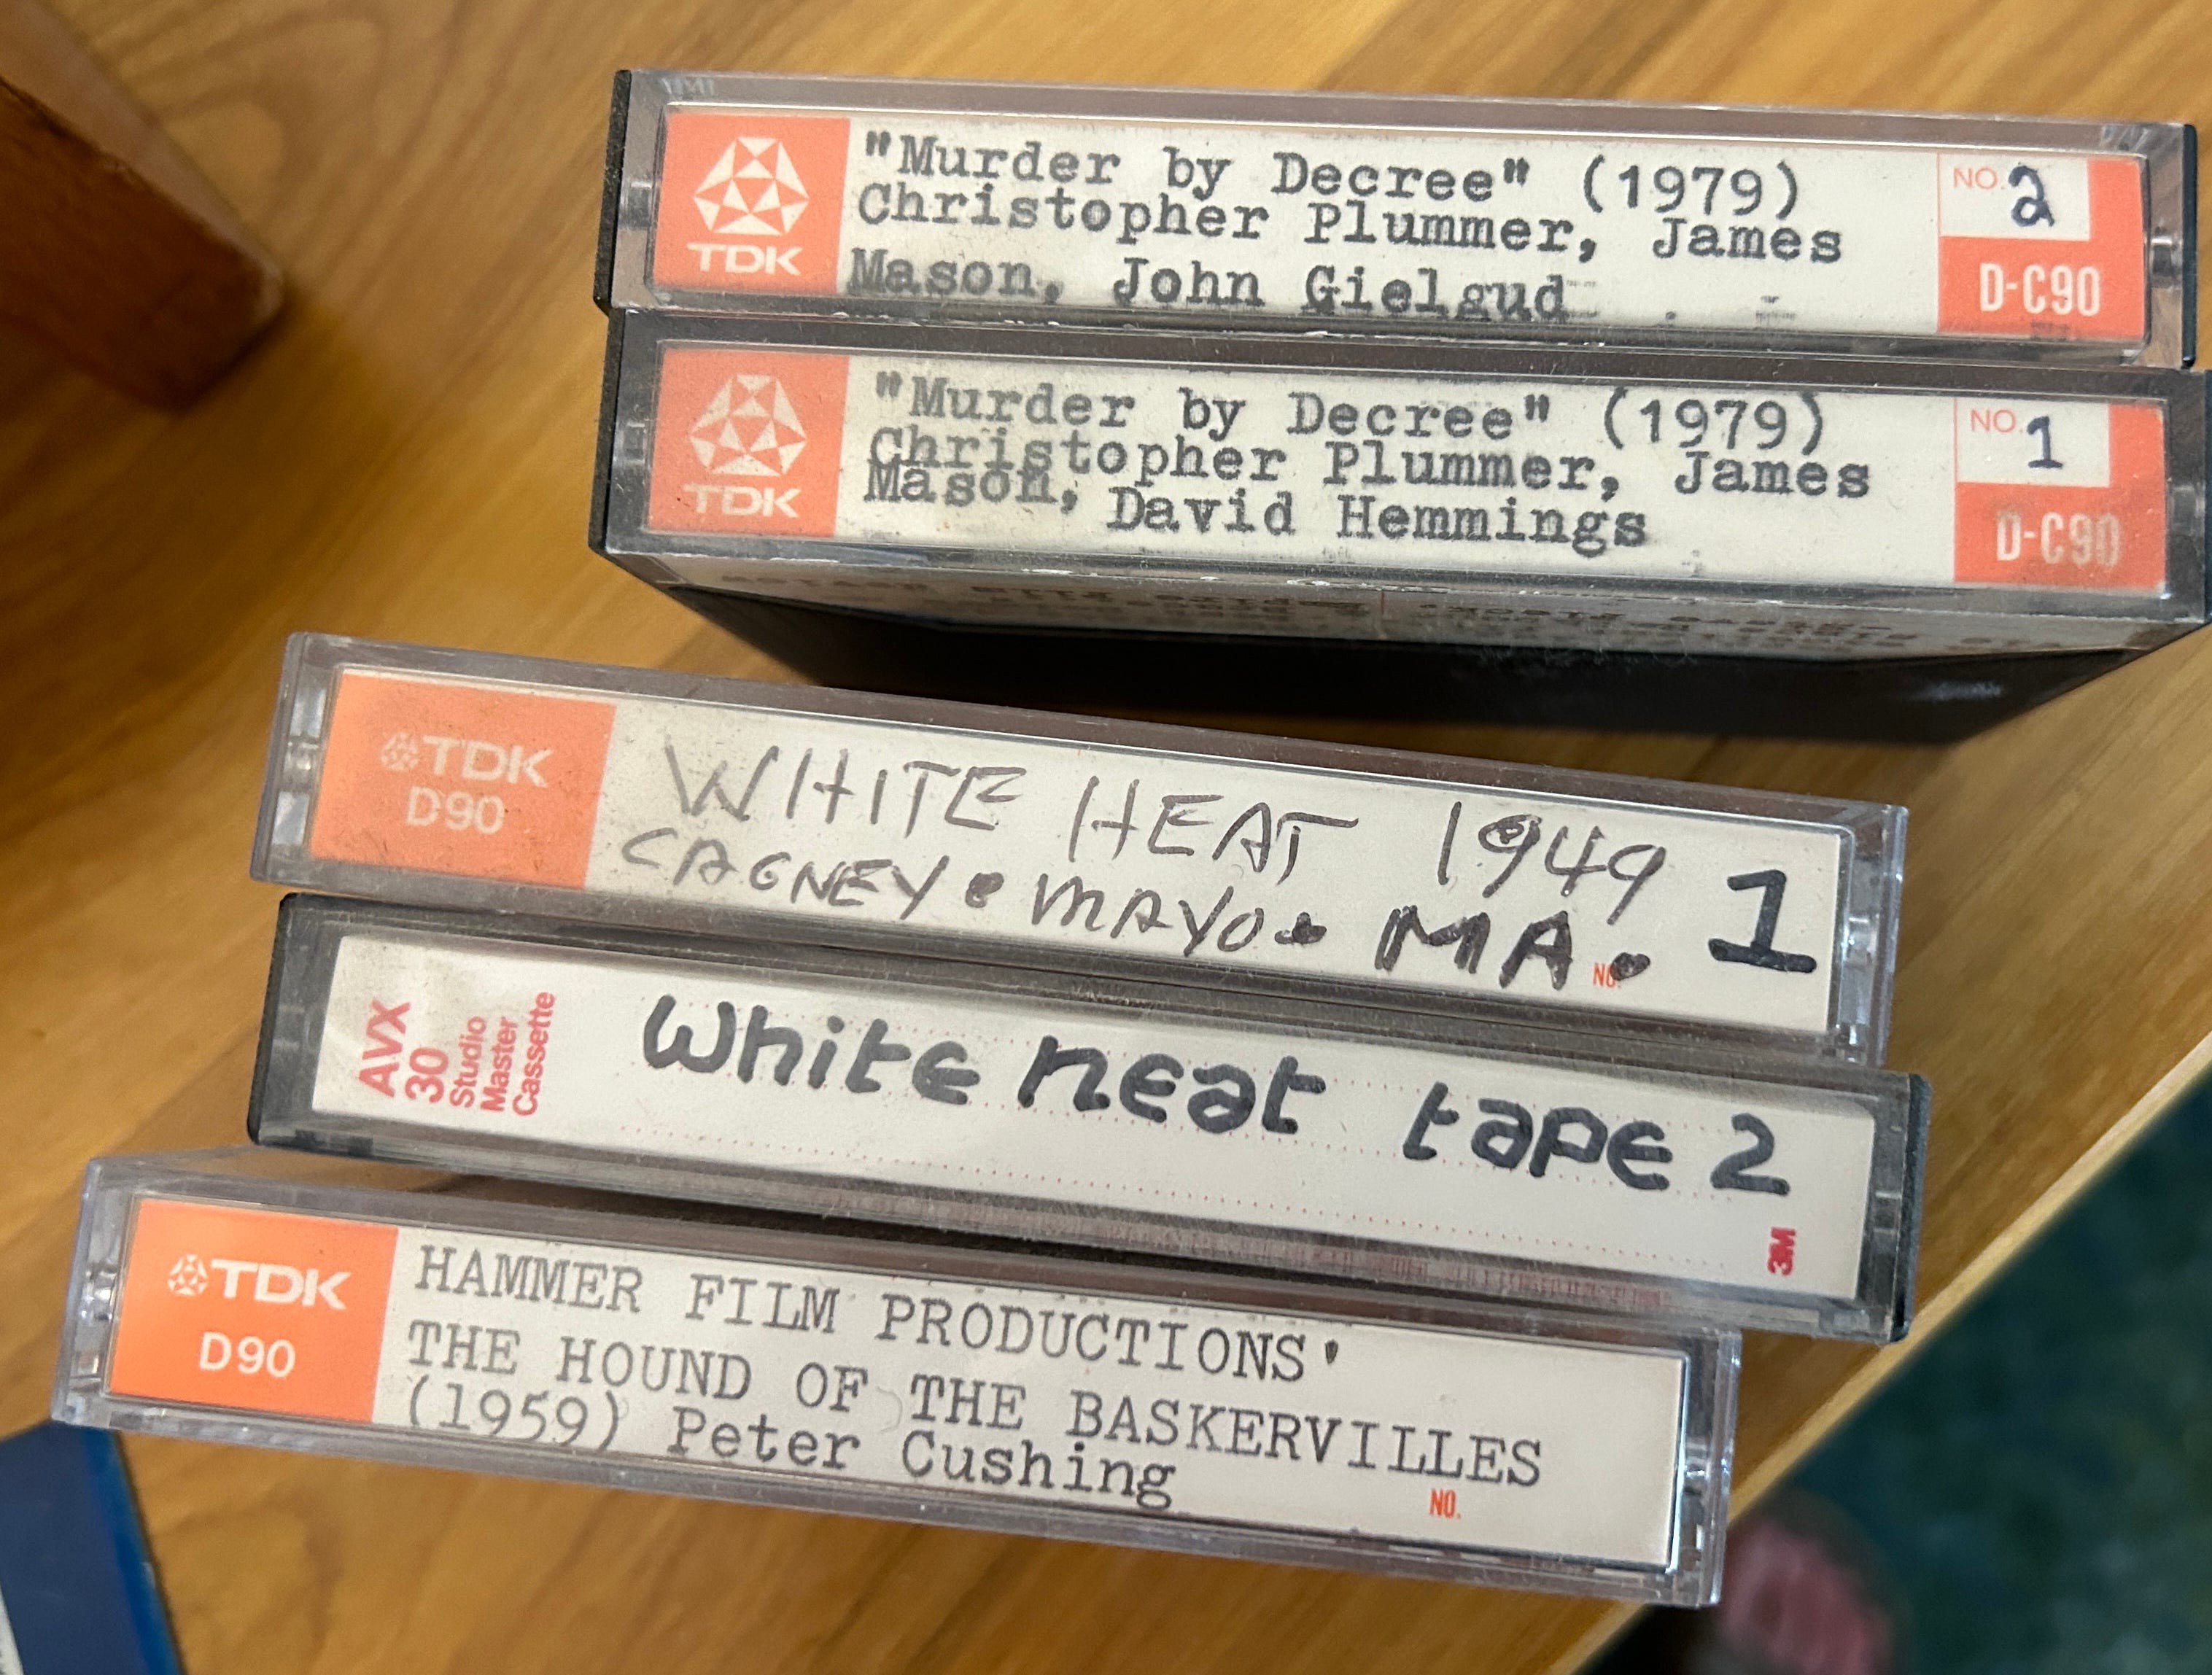 "Murder by Decree" (1979)
Christopher Plummer, James
Mason, John Gielgud
TDK
NO. 2
D-C90
"Murder by Decree" (1979)
Christopher Plummer, James
Mason, David Hemmings
TDK
NO. 1
D-C90
TDK
D90
WHITE HEAT 1949
CAGNEY • MAYO • MA.
NO.
1
AVX
30
Studio
Master
Cassette
White heat tape 2
3M
TDK
D90
HAMMER FILM PRODUCTIONS'
THE HOUND OF THE BASKERVILLES
(1959) Peter Cushing
NO.